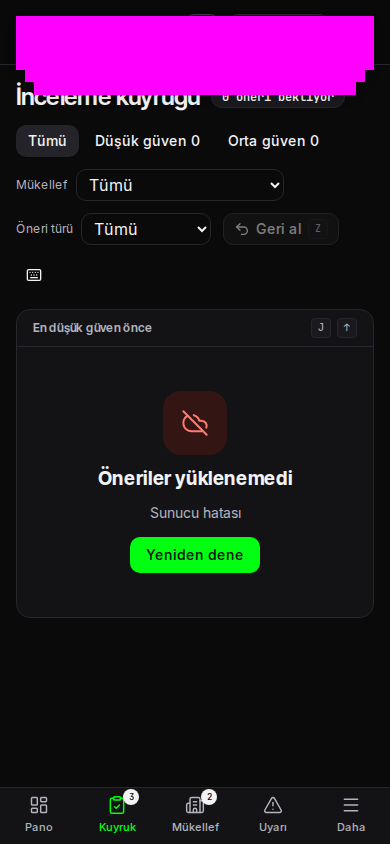 İnceleme kuyruğu
0 öneri bekliyor
Tümü Düşük güven 0 Orta güven 0
Mükellef Tümü
Öneri türü Tümü Geri al Z
En düşük güven önce J ↑
Öneriler yüklenemedi
Sunucu hatası
Yeniden dene
3 2
Pano Kuyruk Mükellef Uyarı Daha